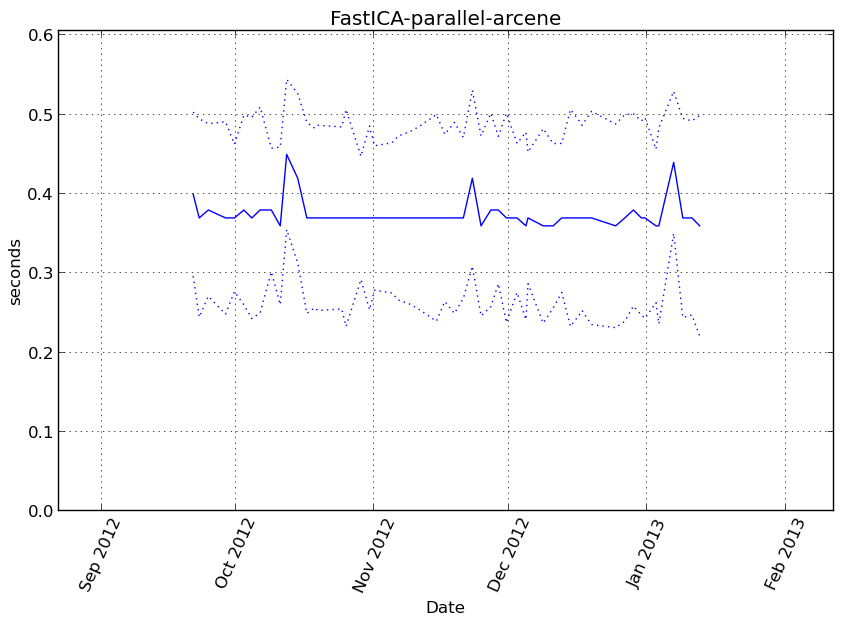 FastICA-parallel-arcene
0.6
0.5
0.4
0.3
0.2
0.1
0.0
seconds
Sep 2012
Oct 2012
Nov 2012
Dec 2012
Jan 2013
Feb 2013
Date